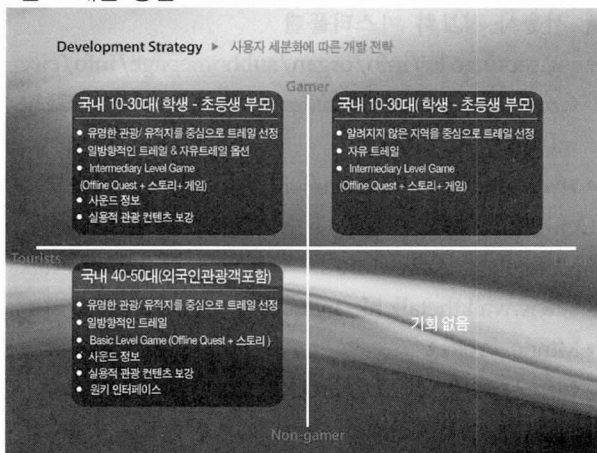 Development Strategy ▶ 사용자 세분화에 따른 개발 전략
Gamer
국내 10-30대( 학생 - 초등생 부모)
• 유명한 관광/ 유적지를 중심으로 트레일 선정
• 일방향적인 트레일 & 자유트레일 옵션
• Intermediary Level Game
(Offline Quest + 스토리+ 게임)
• 사운드 정보
• 실용적 관광 컨텐츠 보강
국내 10-30대( 학생 - 초등생 부모)
• 알려지지 않은 지역을 중심으로 트레일 선정
• 자유 트레일
• Intermediary Level Game
(Offline Quest + 스토리+ 게임)
Tourists
국내 40-50대(외국인관광객포함)
• 유명한 관광/ 유적지를 중심으로 트레일 선정
• 일방향적인 트레일
• Basic Level Game (Offline Quest + 스토리 )
• 사운드 정보
• 실용적 관광 컨텐츠 보강
• 원키 인터페이스
기회 없음
Non-gamer